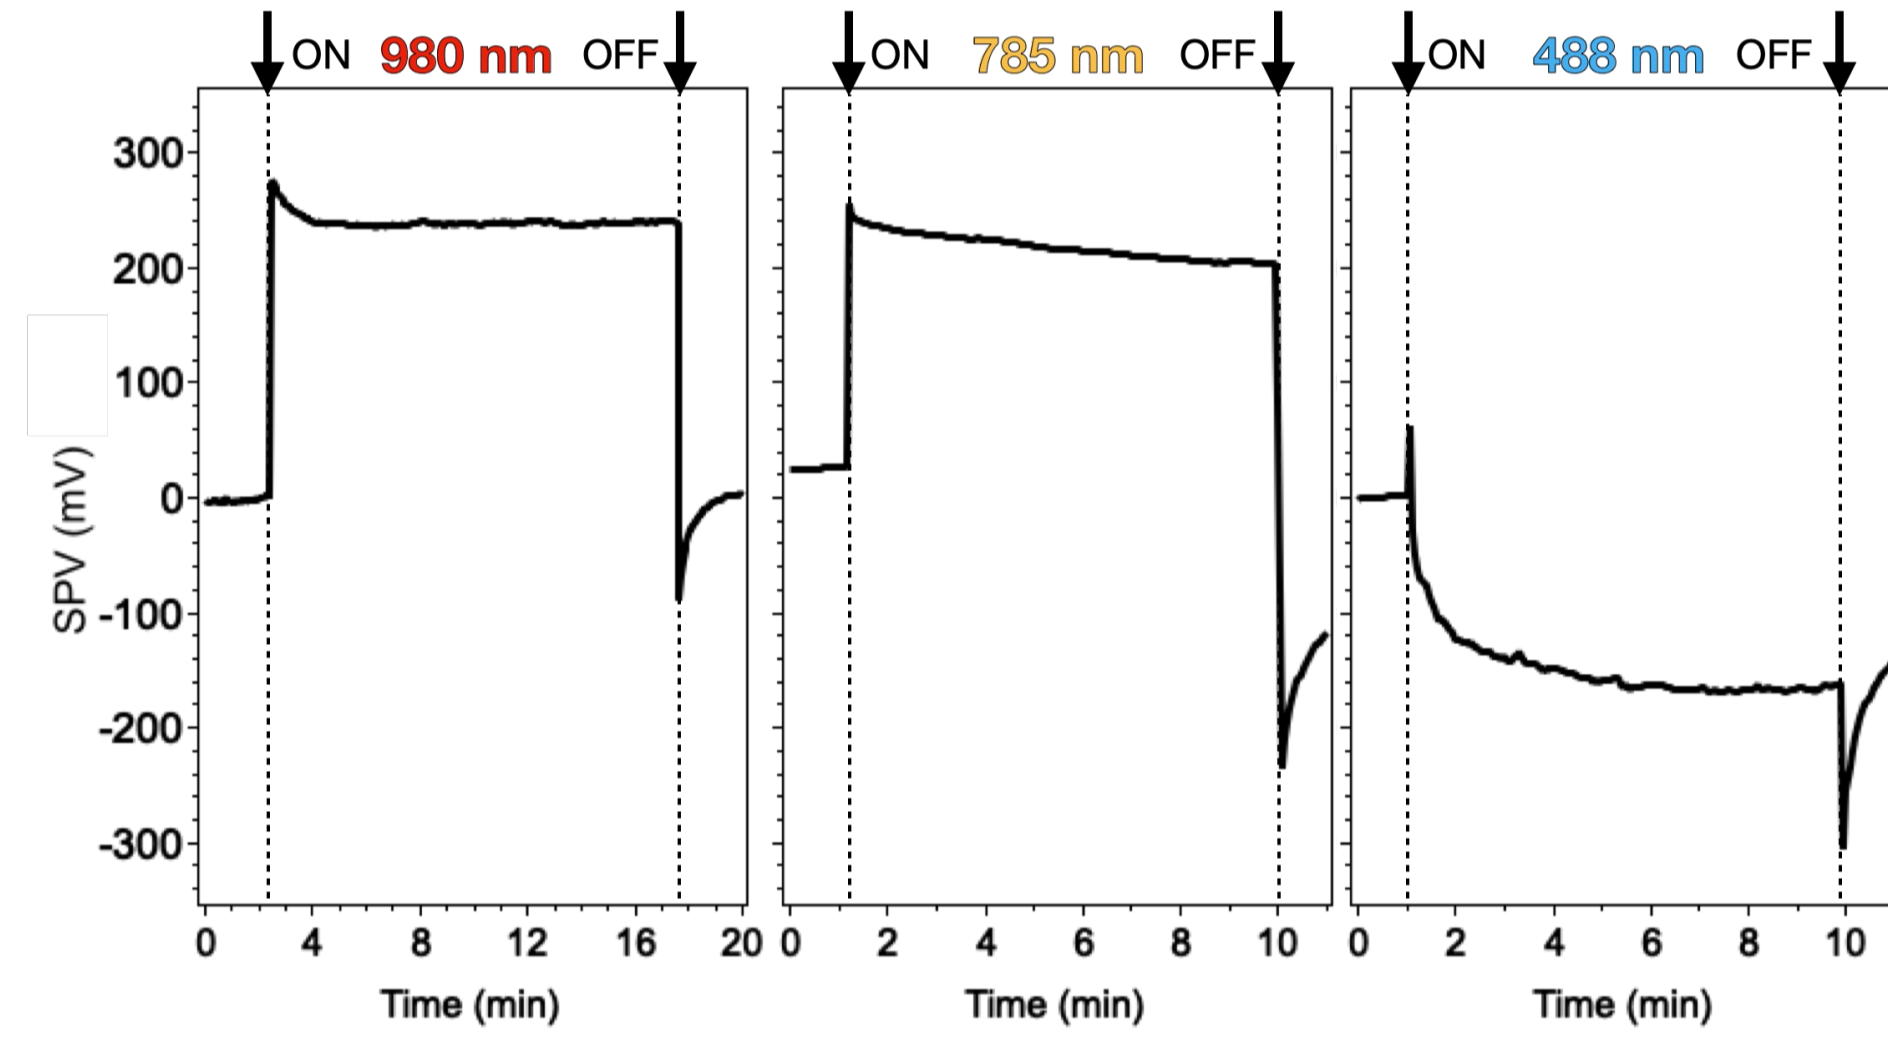 ON 980 nm OFF
ON 785 nm OFF
ON 488 nm OFF
SPV (mV)
300
200
100
0
-100
-200
-300
0 4 8 12 16 20
0 2 4 6 8 10
0 2 4 6 8 10
Time (min)
Time (min)
Time (min)